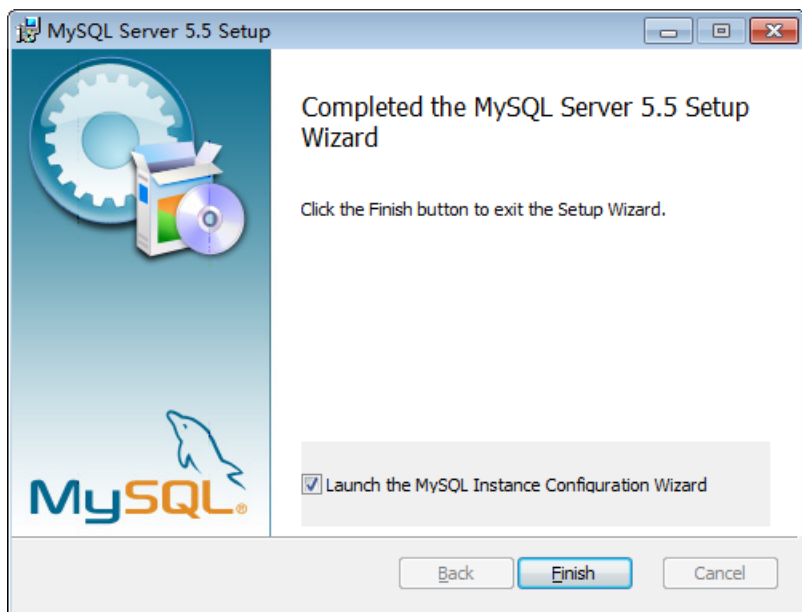 MySQL Server 5.5 Setup
Completed the MySQL Server 5.5 Setup
Wizard
Click the Finish button to exit the Setup Wizard.
MySQL®
Launch the MySQL Instance Configuration Wizard
Back
Finish
Cancel